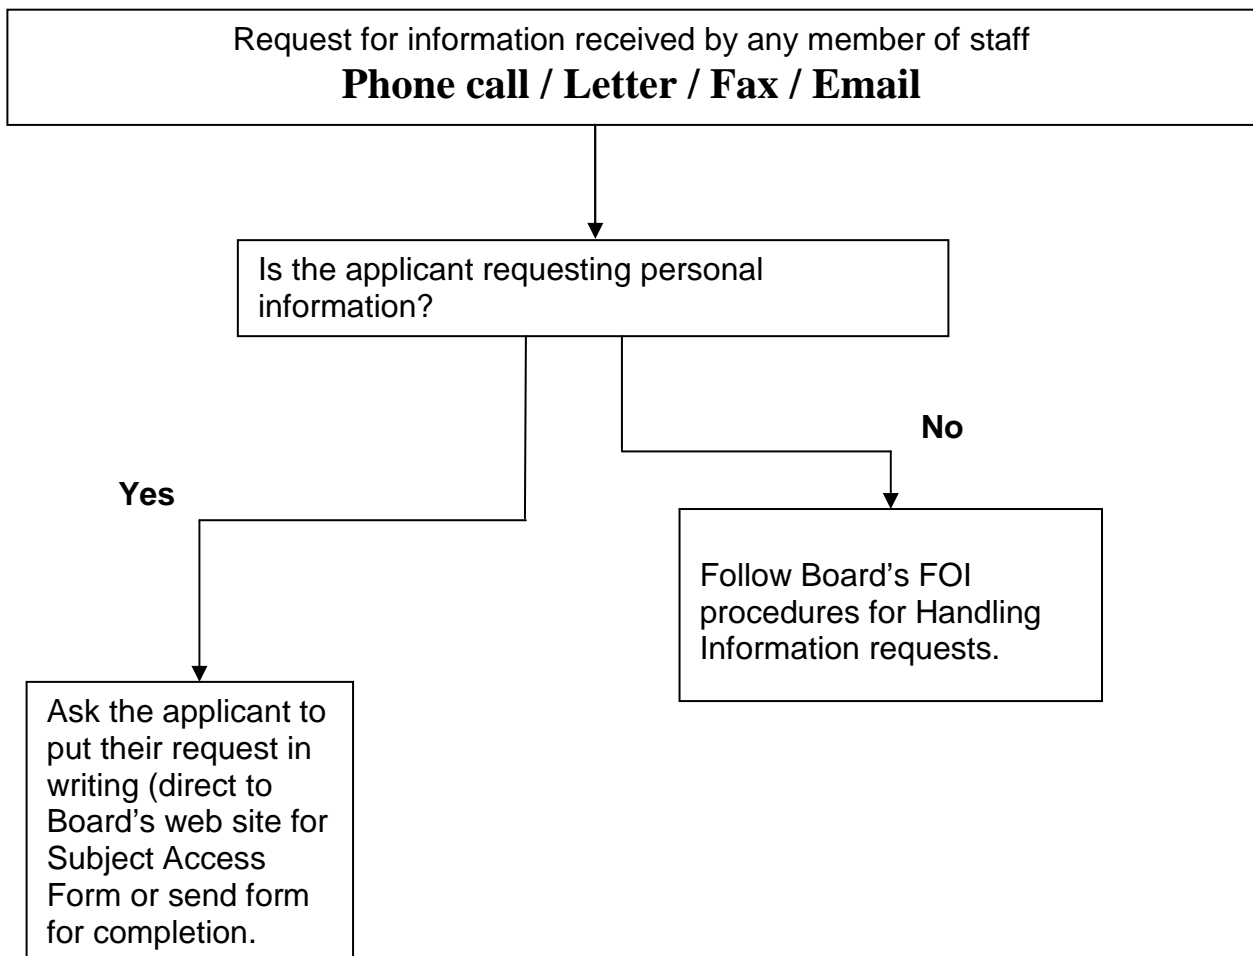 Request for information received by any member of staff
Phone call / Letter / Fax / Email
Is the applicant requesting personal
information?
No
Yes
Follow Board’s FOI
procedures for Handling
Information requests.
Ask the applicant to
put their request in
writing (direct to
Board’s web site for
Subject Access
Form or send form
for completion.